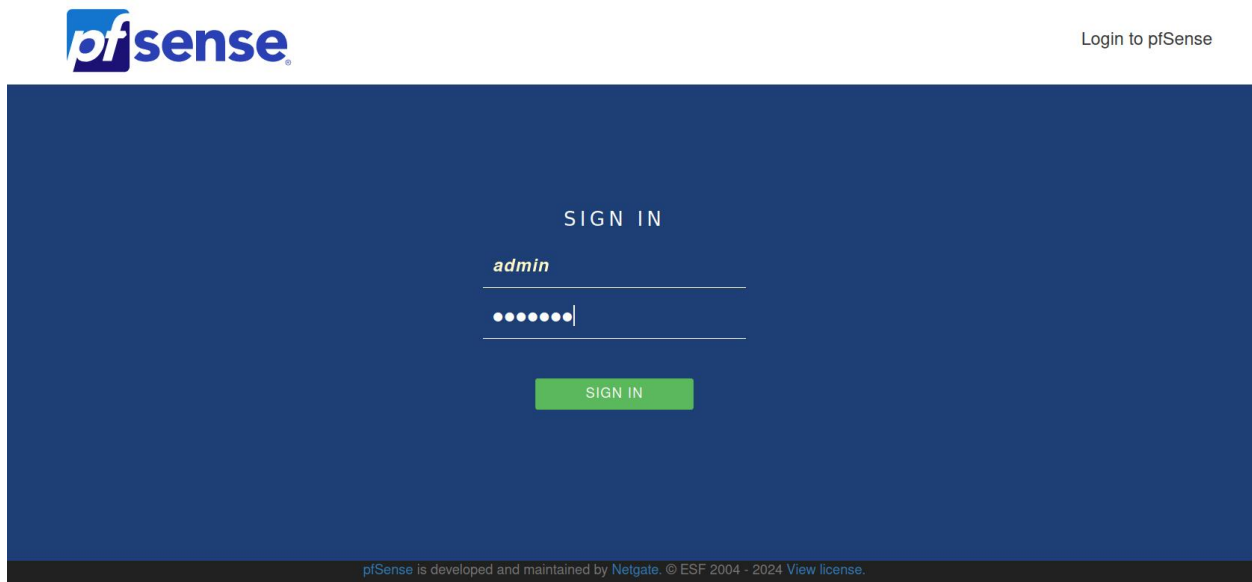 pfsense®
Login to pfSense
SIGN IN
admin
●●●●●●●
SIGN IN
pfSense is developed and maintained by Netgate. © ESF 2004 - 2024 View license.